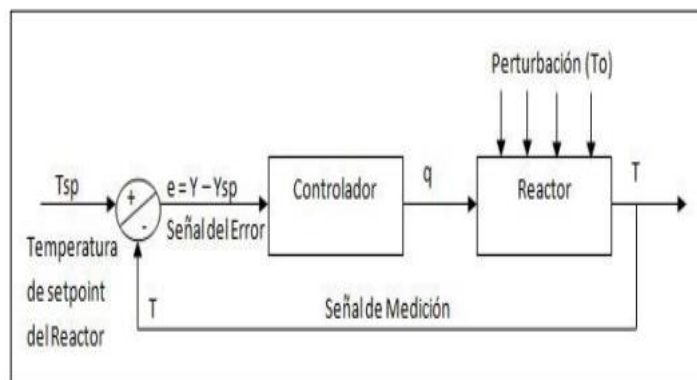 Perturbación (To)
Tsp
+
-
e = Y – Ysp
Señal del Error
Controlador
q
Reactor
T
Temperatura
de setpoint
del Reactor
T
Señal de Medición